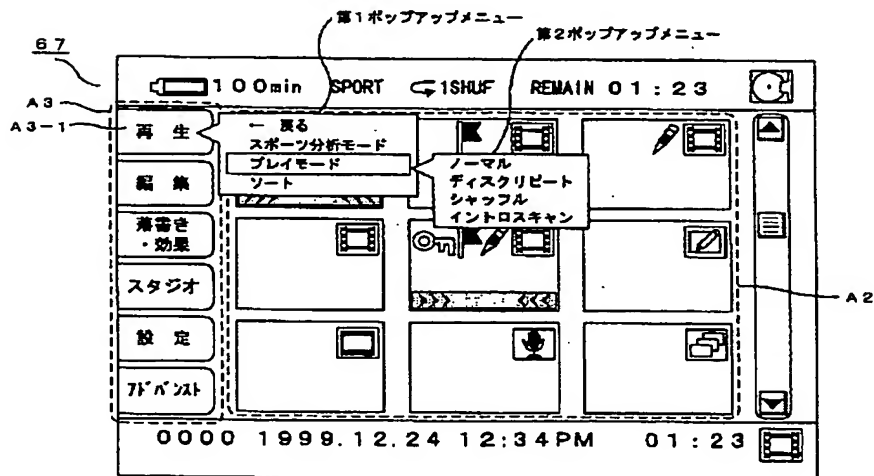 第1ポップアップメニュー
第2ポップアップメニュー
67
100min SPORT 1SHUF REMAIN 01:23
A3
A3-1
再生
← 戻る
スポーツ分析モード
プレイモード
ソート
ノーマル
ディスクリピート
シャッフル
イントロスキャン
編集
落書き
・効果
スタジオ
A2
設定
アドバンスト
0000 1999.12.24 12:34PM 01:23